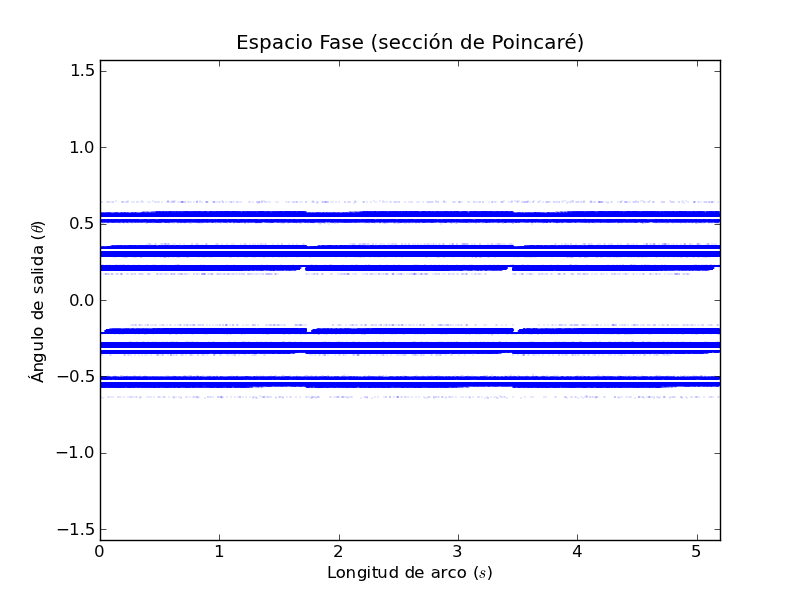 Espacio Fase (sección de Poincaré)
Ángulo de salida (θ)
1.5
1.0
0.5
0.0
−0.5
−1.0
−1.5
0 1 2 3 4 5
Longitud de arco (s)